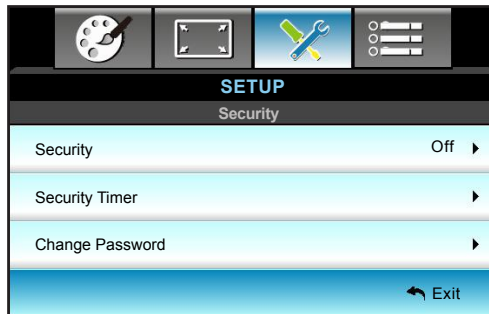 SETUP
Security
Security Off
Security Timer
Change Password
Exit